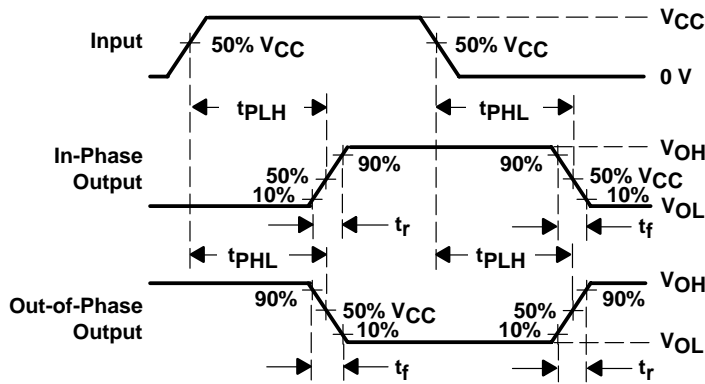 VCC
Input
50% VCC
50% VCC
0 V
tPLH
tPHL
In-Phase
Output
VOH
90%
90%
50%
50% VCC
10%
10%
VOL
tr
tf
tPHL
tPLH
Out-of-Phase
Output
VOH
90%
90%
50% VCC
50%
10%
10%
VOL
tf
tr